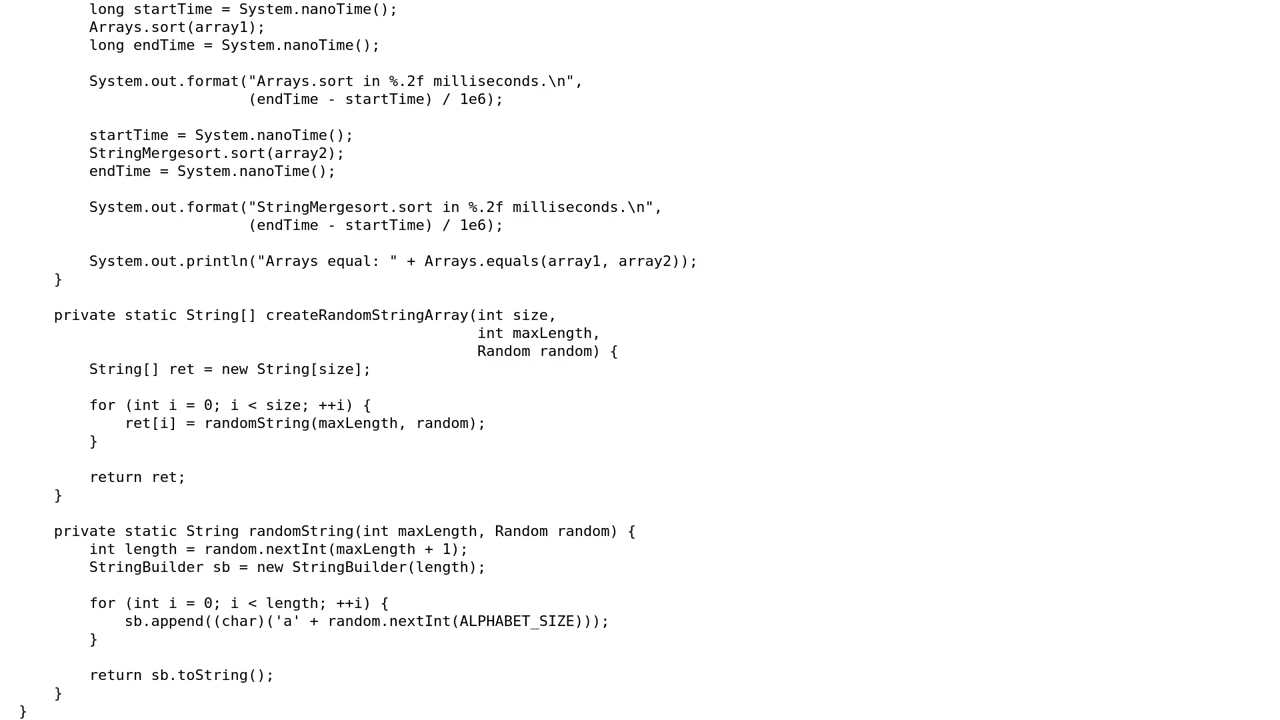 long startTime = System.nanoTime();
        Arrays.sort(array1);
        long endTime = System.nanoTime();

        System.out.format("Arrays.sort in %.2f milliseconds.\n",
                          (endTime - startTime) / 1e6);

        startTime = System.nanoTime();
        StringMergesort.sort(array2);
        endTime = System.nanoTime();

        System.out.format("StringMergesort.sort in %.2f milliseconds.\n",
                          (endTime - startTime) / 1e6);

        System.out.println("Arrays equal: " + Arrays.equals(array1, array2));
    }

    private static String[] createRandomStringArray(int size,
                                                    int maxLength,
                                                    Random random) {
        String[] ret = new String[size];

        for (int i = 0; i < size; ++i) {
            ret[i] = randomString(maxLength, random);
        }

        return ret;
    }

    private static String randomString(int maxLength, Random random) {
        int length = random.nextInt(maxLength + 1);
        StringBuilder sb = new StringBuilder(length);

        for (int i = 0; i < length; ++i) {
            sb.append((char)('a' + random.nextInt(ALPHABET_SIZE)));
        }

        return sb.toString();
    }
}